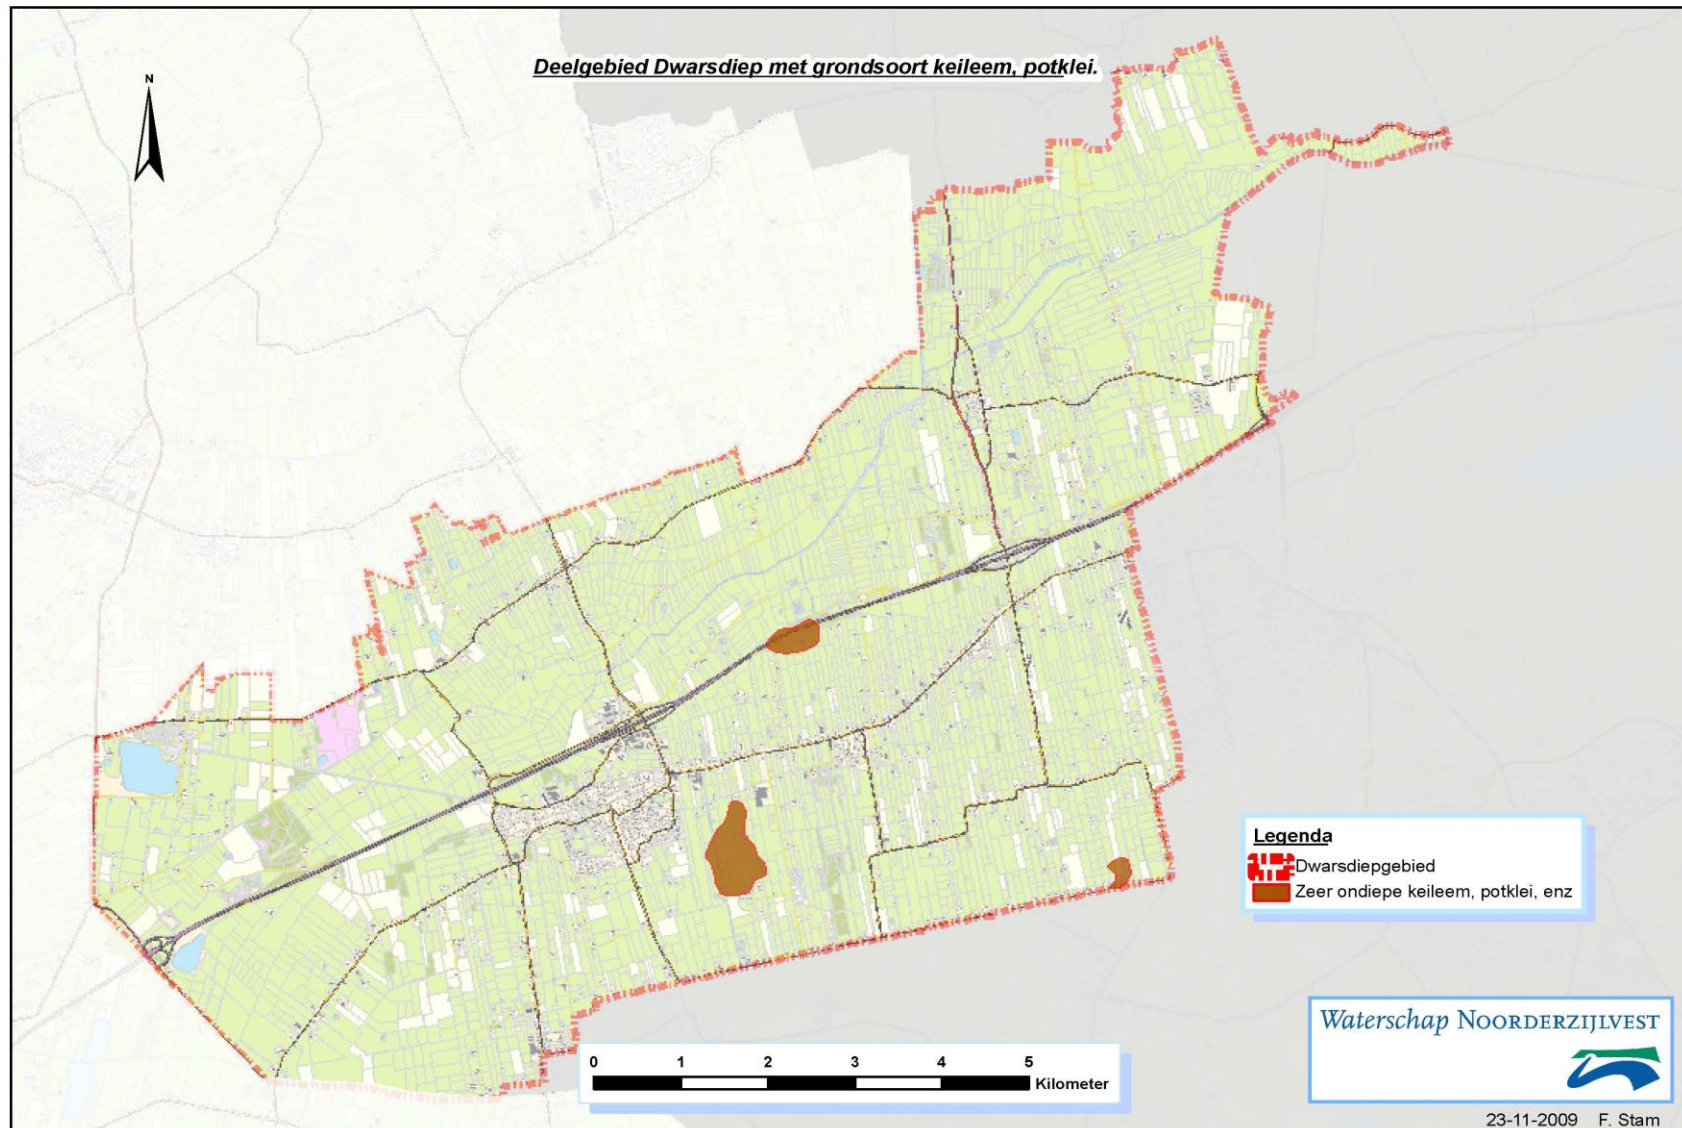 Deelgebied Dwarsdiep met grondsoort keileem, potklei.
N
Legenda
Dwarsdiepgebied
Zeer ondiepe keileem, potklei, enz
0 1 2 3 4 5
Kilometer
Waterschap NOORDERZIJLVEST
23-11-2009 F. Stam